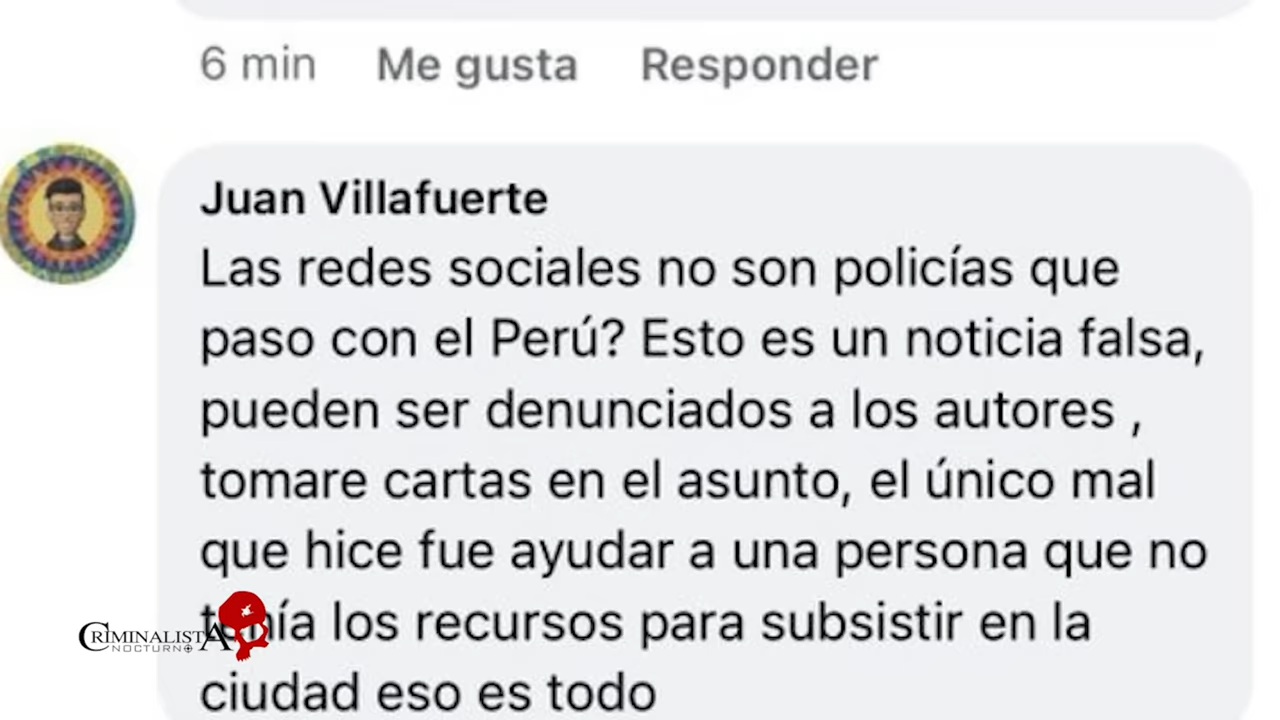 6 min Me gusta Responder
Juan Villafuerte
Las redes sociales no son policías que
paso con el Perú? Esto es un noticia falsa,
pueden ser denunciados a los autores ,
tomare cartas en el asunto, el único mal
que hice fue ayudar a una persona que no
tenía los recursos para subsistir en la
ciudad eso es todo
CRIMINALISTA
NOCTURNO